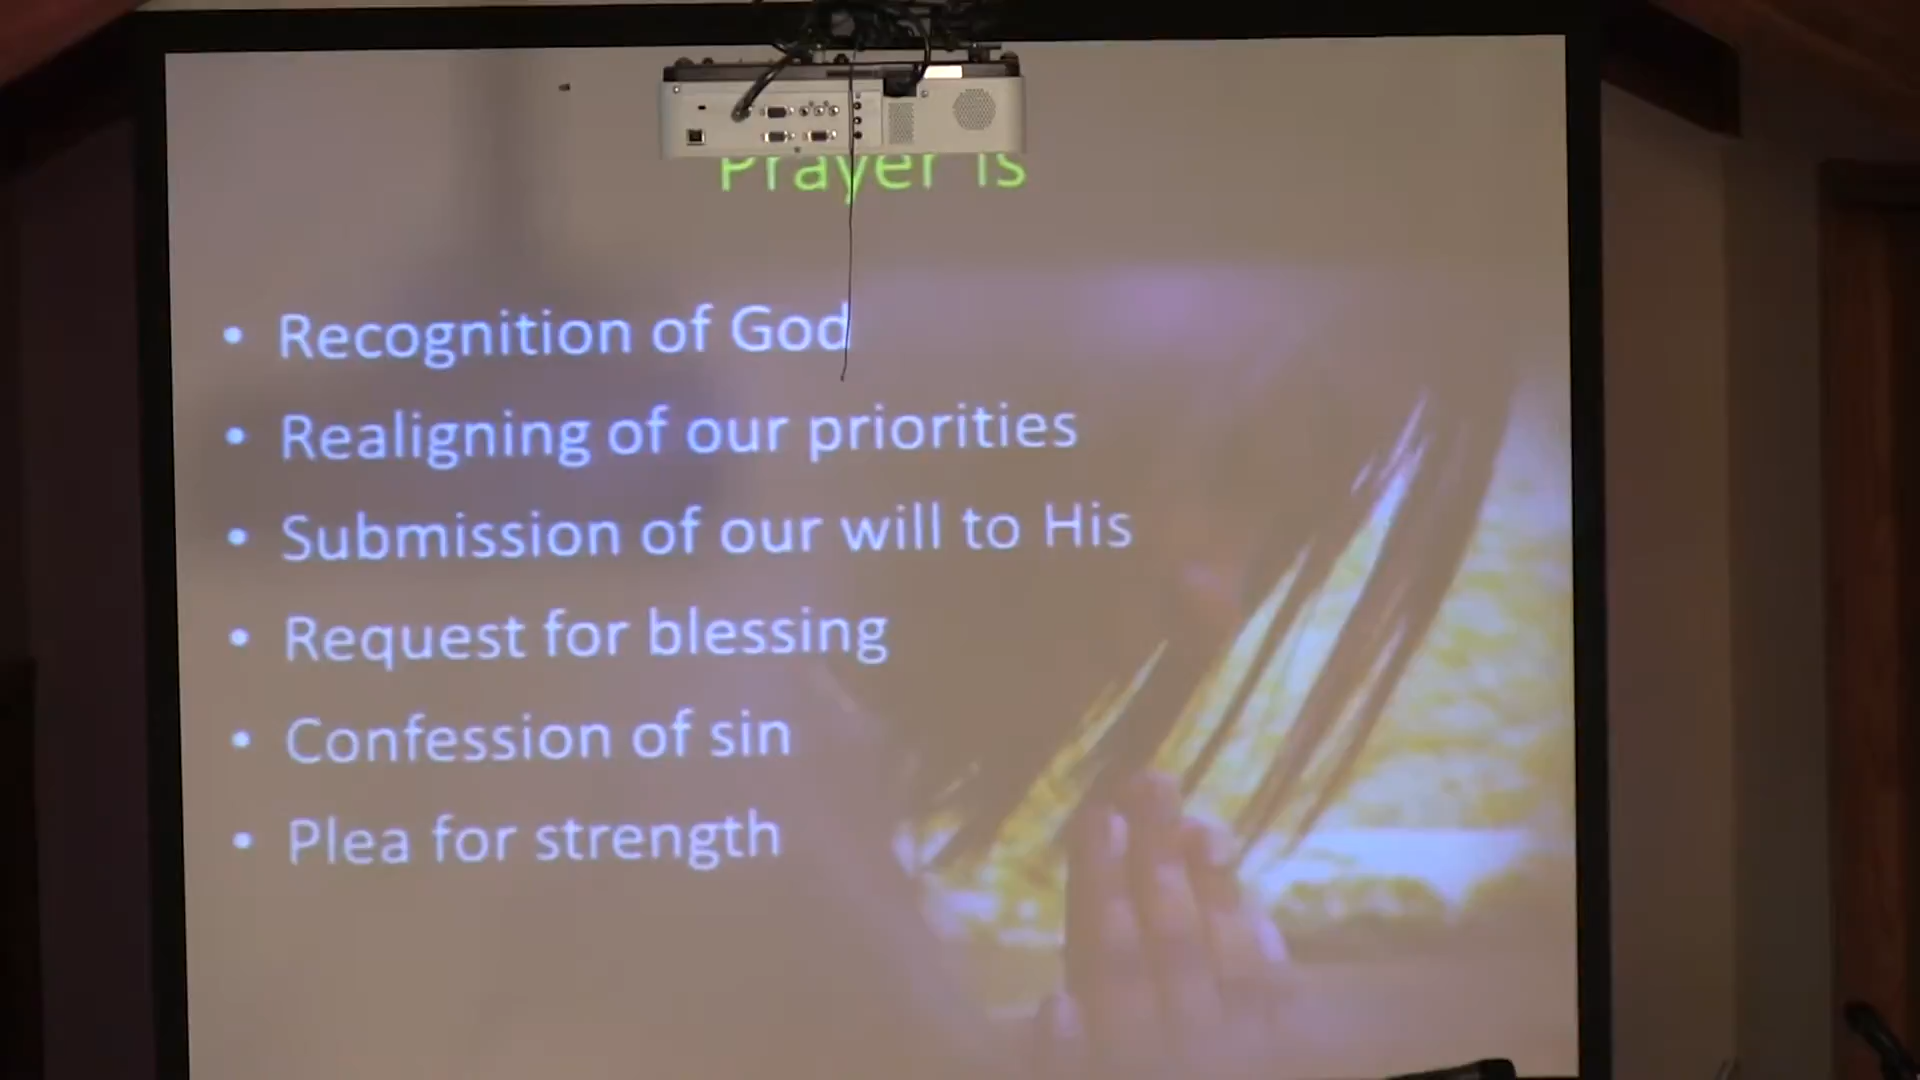 Prayer is
• Recognition of God
• Realigning of our priorities
• Submission of our will to His
• Request for blessing
• Confession of sin
• Plea for strength